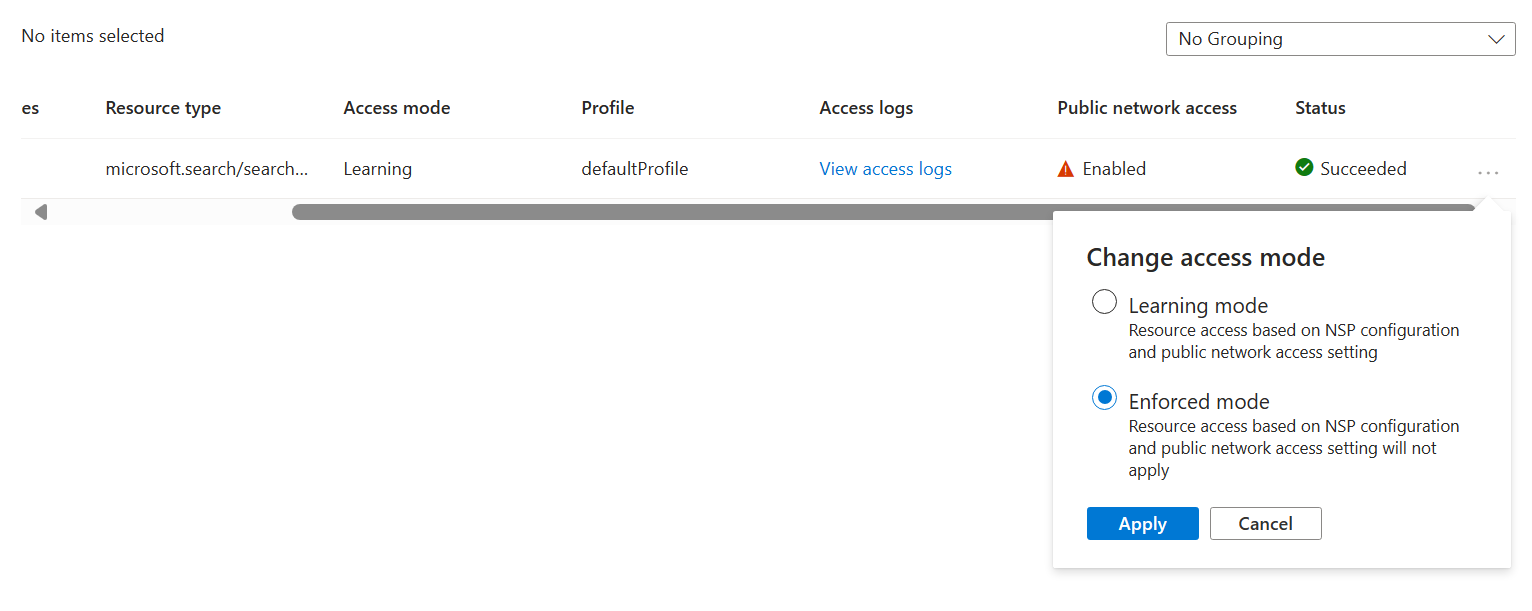 No items selected
No Grouping
es Resource type Access mode Profile Access logs Public network access Status
microsoft.search/search... Learning defaultProfile View access logs Enabled Succeeded ...
Change access mode
Learning mode
Resource access based on NSP configuration
and public network access setting
Enforced mode
Resource access based on NSP configuration
and public network access setting will not
apply
Apply Cancel